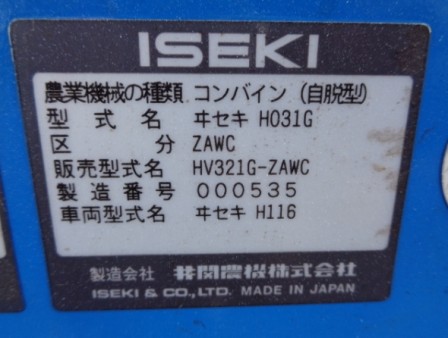 ISEKI
農業機械の種類 コンバイン (自脱型)
型式名 ヰセキ HO31G
区分 ZAWC
販売型式名 HV321G-ZAWC
製造番号 000535
車両型式名 ヰセキ H116
製造会社 井関農機株式会社
ISEKI & CO.,LTD. MADE IN JAPAN